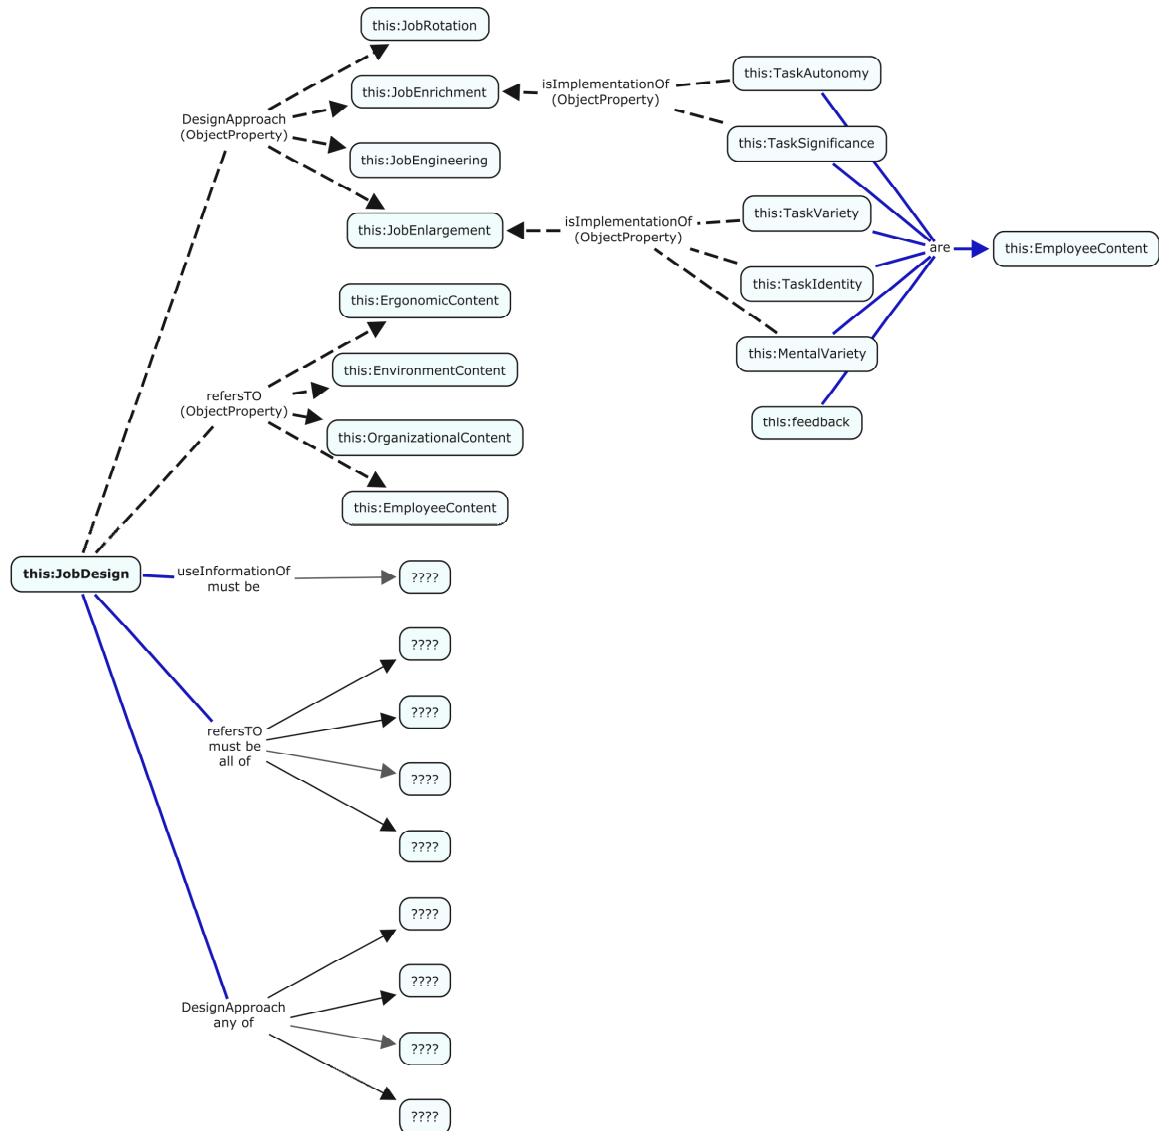 this:JobRotation
this:JobEnrichment
DesignApproach
(ObjectProperty)
this:JobEngineering
this:JobEnlargement
isImplementationOf
(ObjectProperty)
this:TaskAutonomy
this:TaskSignificance
isImplementationOf
(ObjectProperty)
this:TaskVariety
this:TaskIdentity
this:MentalVariety
this:feedback
are
this:EmployeeContent
this:ErgonomicContent
this:EnvironmentContent
refersTO
(ObjectProperty)
this:OrganizationalContent
this:EmployeeContent
this:JobDesign
useInformationOf
must be
????
refersTO
must be
all of
????
????
????
????
DesignApproach
any of
????
????
????
????